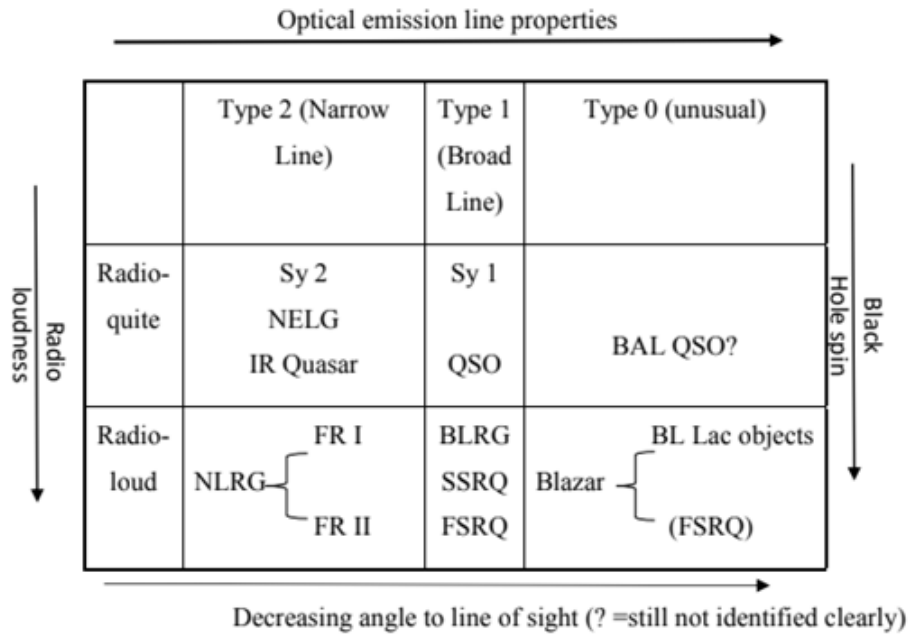 Optical emission line properties
Type 2 (Narrow
Line)
Type 1
(Broad
Line)
Type 0 (unusual)
Radio-
quite
Sy 2
NELG
IR Quasar
Sy 1
QSO
BAL QSO?
Radio-
loud
NLRG
FR I
FR II
BLRG
SSRQ
FSRQ
Blazar
BL Lac objects
(FSRQ)
Radio
loudness
Black
Hole spin
Decreasing angle to line of sight (? =still not identified clearly)